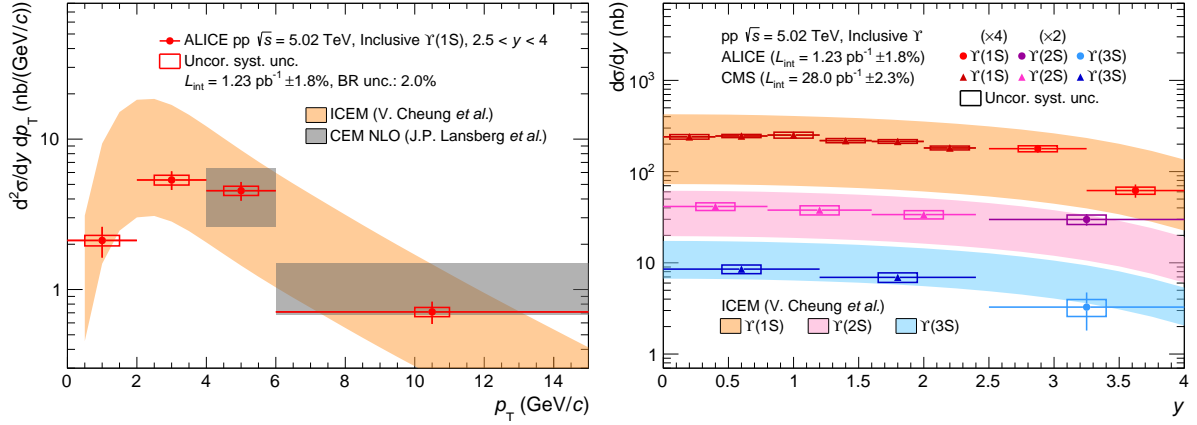 ALICE pp √s = 5.02 TeV, Inclusive ϒ(1S), 2.5 < y < 4
Uncor. syst. unc.
L_int = 1.23 pb⁻¹ ±1.8%, BR unc.: 2.0%
ICEM (V. Cheung et al.)
CEM NLO (J.P. Lansberg et al.)
d²σ/dy dp_T (nb/(GeV/c))
10
1
0 2 4 6 8 10 12 14
p_T (GeV/c)
pp √s = 5.02 TeV, Inclusive ϒ
ALICE (L_int = 1.23 pb⁻¹ ±1.8%)
CMS (L_int = 28.0 pb⁻¹ ±2.3%)
(×4) (×2)
ϒ(1S) ϒ(2S) ϒ(3S)
ϒ(1S) ϒ(2S) ϒ(3S)
Uncor. syst. unc.
dσ/dy (nb)
10³
10²
10
1
ICEM (V. Cheung et al.)
ϒ(1S) ϒ(2S) ϒ(3S)
0 0.5 1 1.5 2 2.5 3 3.5 4
y